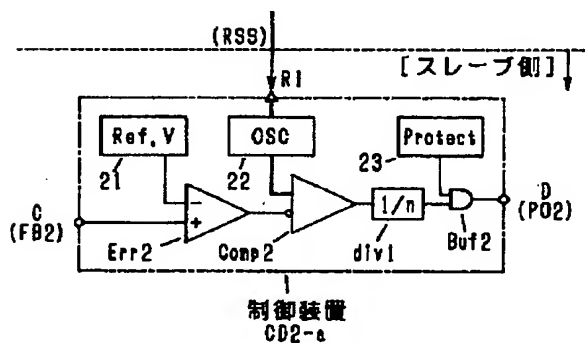 (RSS)
R1
[スレーブ側]
Ref. V
OSC
Protect
21
22
23
C
(FB2)
-
+
Err2
Comp2
1/n
div1
Buf2
D
(PO2)
制御装置
CD2-a